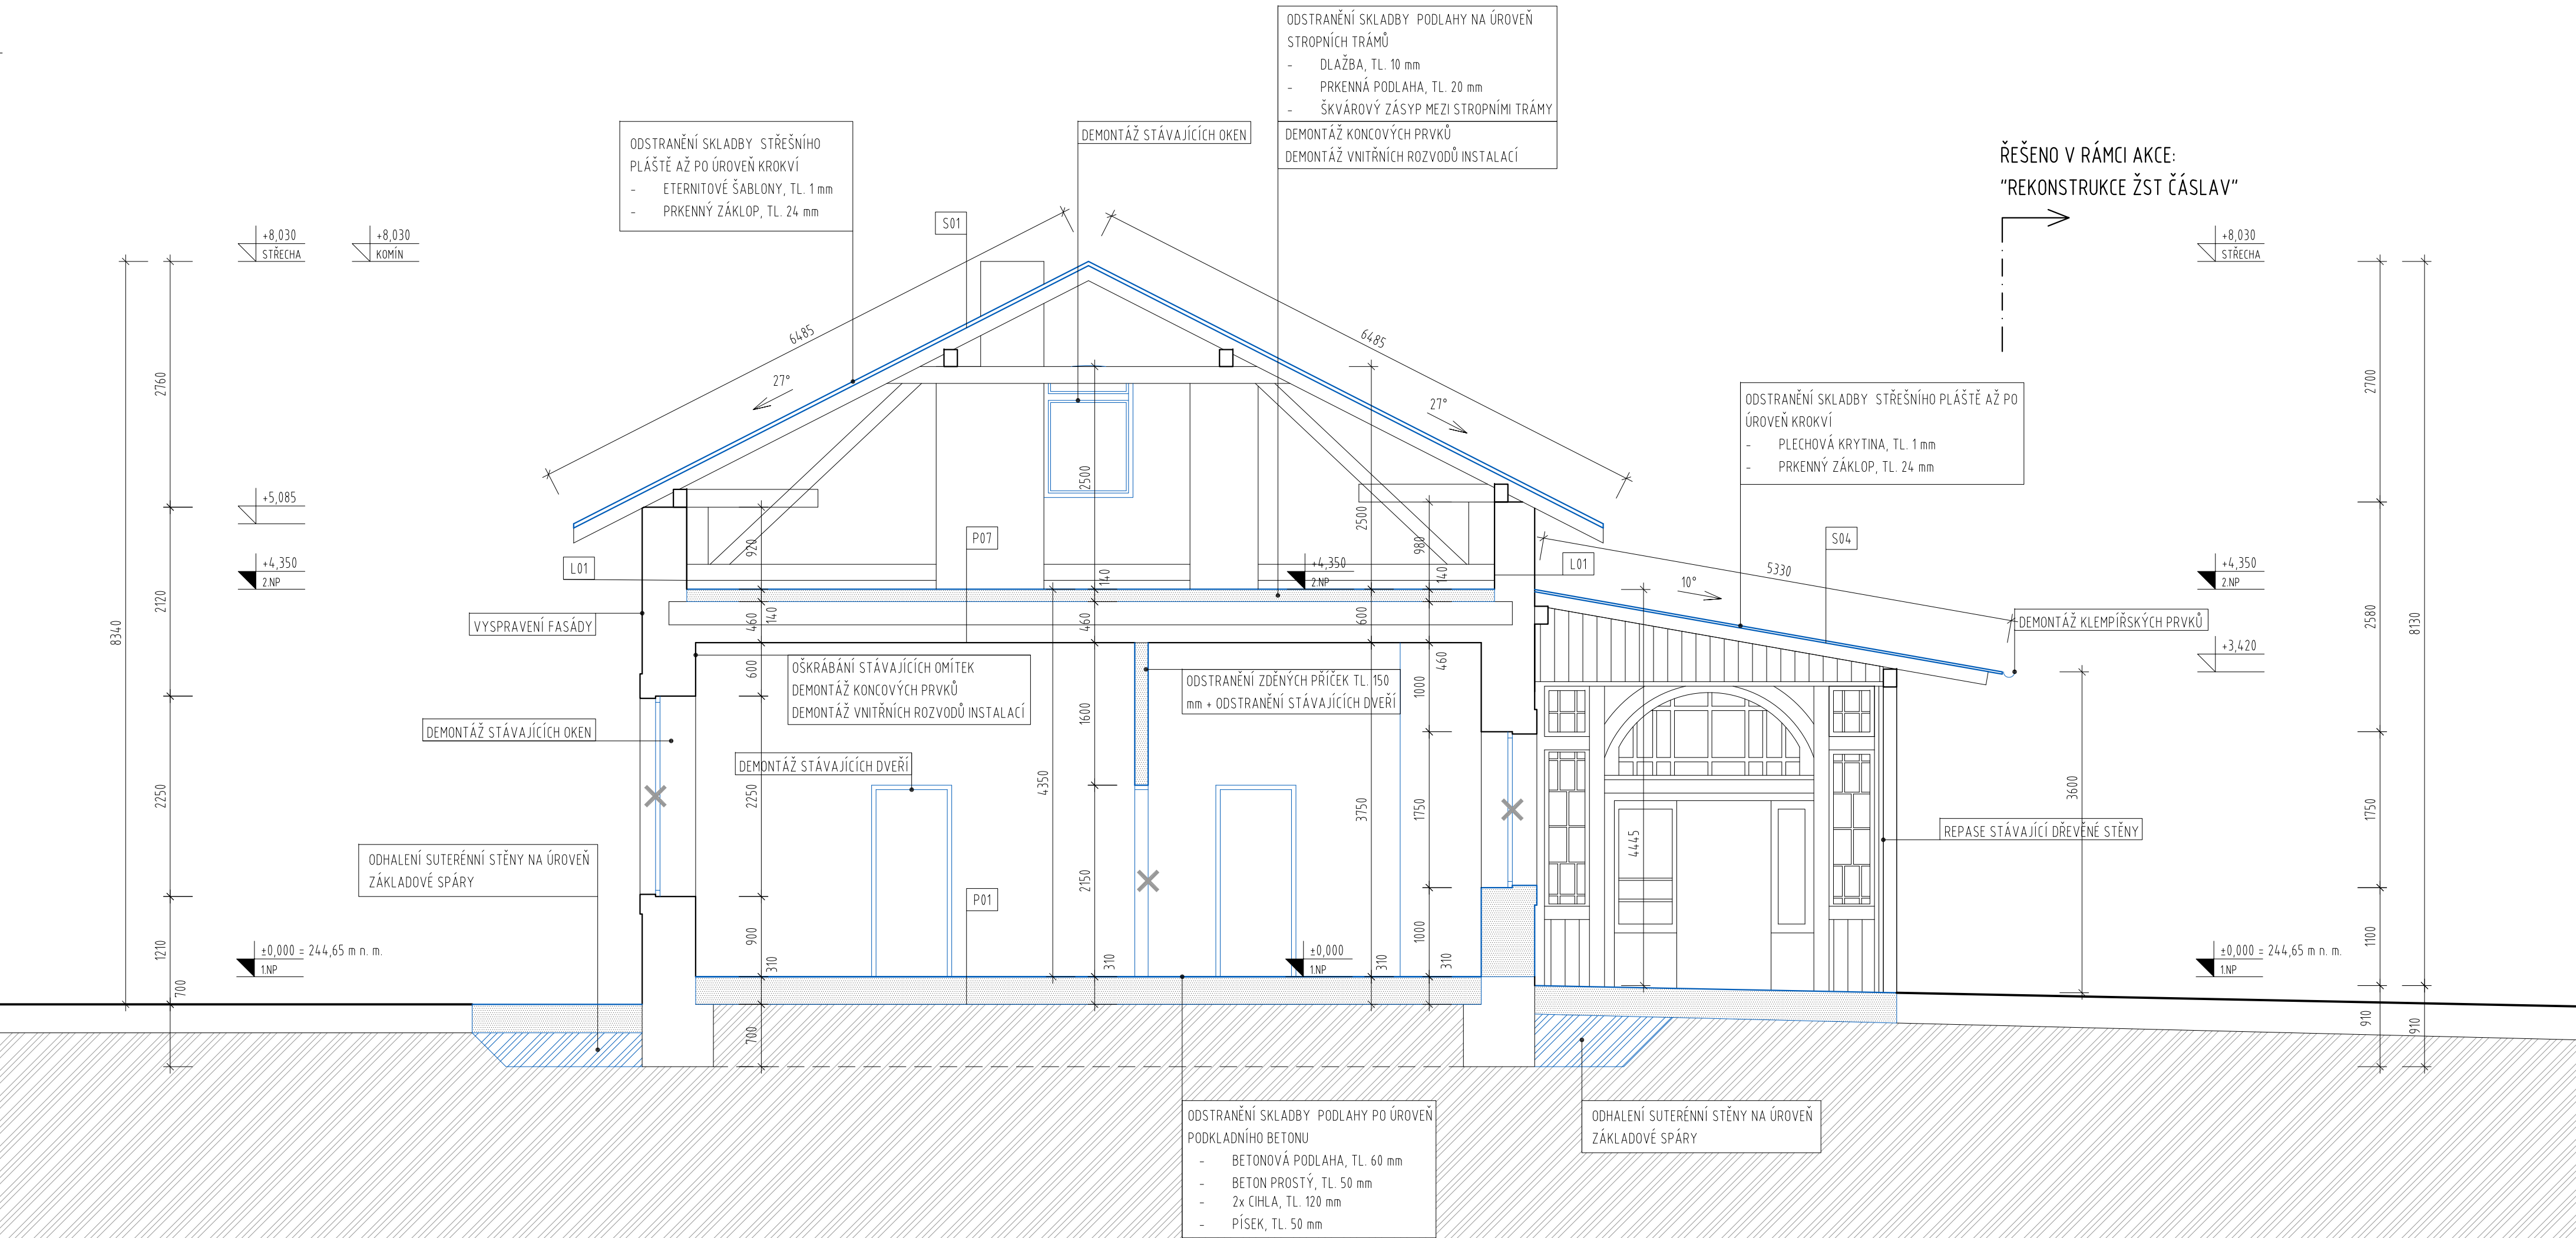 ODSTRANĚNÍ SKLADBY PODLAHY NA ÚROVEŇ
STROPNÍCH TRÁMŮ
- DLAŽBA, TL. 10 mm
- PRKENNÁ PODLAHA, TL. 20 mm
- ŠKVÁROVÝ ZÁSYP MEZI STROPNÍMI TRÁMY
DEMONTÁŽ KONCOVÝCH PRVKŮ
DEMONTÁŽ VNITŘNÍCH ROZVODŮ INSTALACÍ
ODSTRANĚNÍ SKLADBY STŘEŠNÍHO
PLÁŠTĚ AŽ PO ÚROVEŇ KROKVÍ
- ETERNITOVÉ ŠABLONY, TL. 1 mm
- PRKENNÝ ZÁKLOP, TL. 24 mm
DEMONTÁŽ STÁVAJÍCÍCH OKEN
S01
ŘEŠENO V RÁMCI AKCE:
"REKONSTRUKCE ŽST ČÁSLAV"
+8,030
STŘECHA
+8,030
KOMÍN
+8,030
STŘECHA
6485
6485
27°
27°
2760
2700
2500
2500
ODSTRANĚNÍ SKLADBY STŘEŠNÍHO PLÁŠTĚ AŽ PO
ÚROVEŇ KROKVÍ
- PLECHOVÁ KRYTINA, TL. 1 mm
- PRKENNÝ ZÁKLOP, TL. 24 mm
+5,085
+4,350
2.NP
L01
P07
920
980
140
140
+4,350
2.NP
L01
S04
5330
10°
+4,350
2.NP
VYSPRAVENÍ FASÁDY
DEMONTÁŽ KLEMPÍŘSKÝCH PRVKŮ
+3,420
8340
2120
460
140
460
600
460
2580
8130
600
OŠKRÁBÁNÍ STÁVAJÍCÍCH OMÍTEK
DEMONTÁŽ KONCOVÝCH PRVKŮ
DEMONTÁŽ VNITŘNÍCH ROZVODŮ INSTALACÍ
ODSTRANĚNÍ ZDĚNÝCH PŘÍČEK TL. 150
mm + ODSTRANĚNÍ STÁVAJÍCÍCH DVEŘÍ
1600
1000
DEMONTÁŽ STÁVAJÍCÍCH OKEN
DEMONTÁŽ STÁVAJÍCÍCH DVEŘÍ
2250
2250
4350
3750
1750
4445
3600
1750
REPASE STÁVAJÍCÍ DŘEVĚNÉ STĚNY
ODHALENÍ SUTERÉNNÍ STĚNY NA ÚROVEŇ
ZÁKLADOVÉ SPÁRY
P01
2150
1210
900
1000
1100
±0,000 = 244,65 m n. m.
1.NP
±0,000
1.NP
±0,000 = 244,65 m n. m.
1.NP
700
310
310
310
310
700
910
910
ODSTRANĚNÍ SKLADBY PODLAHY PO ÚROVEŇ
PODKLADNÍHO BETONU
- BETONOVÁ PODLAHA, TL. 60 mm
- BETON PROSTÝ, TL. 50 mm
- 2x CIHLA, TL. 120 mm
- PÍSEK, TL. 50 mm
ODHALENÍ SUTERÉNNÍ STĚNY NA ÚROVEŇ
ZÁKLADOVÉ SPÁRY